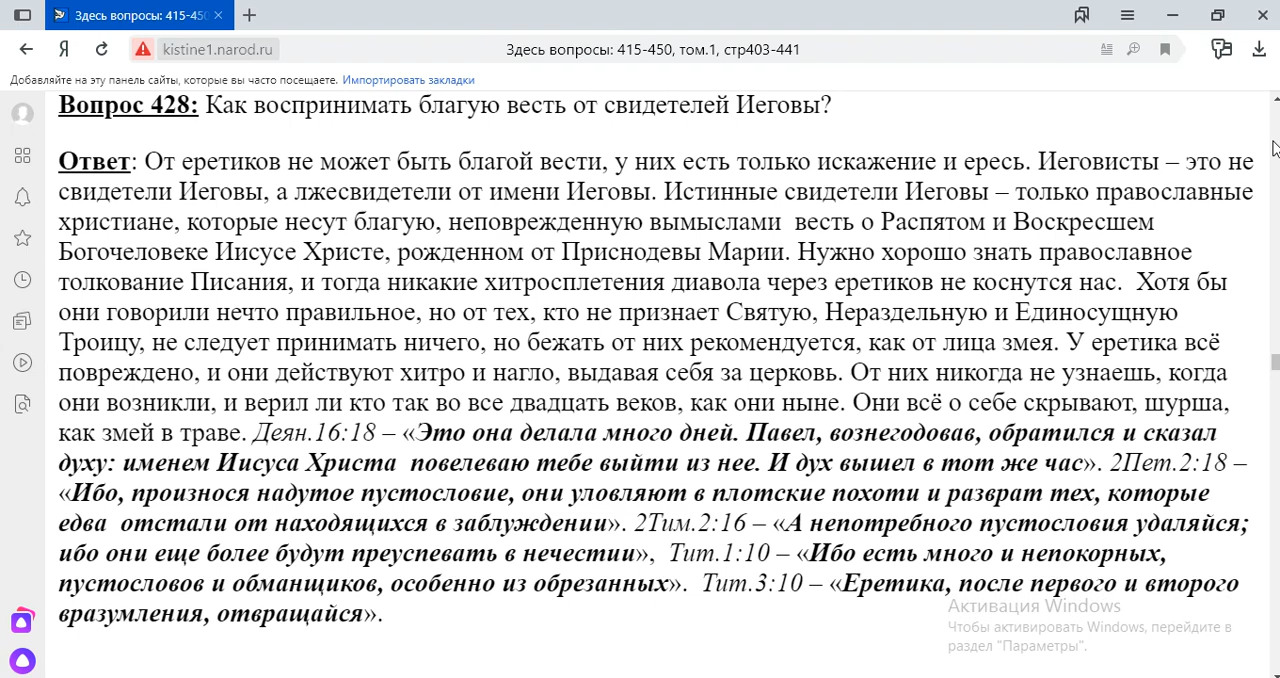 Здесь вопросы: 415-450
kistine1.narod.ru
Здесь вопросы: 415-450, том.1, стр403-441
Добавляйте на эту панель сайты, которые вы часто посещаете. Импортировать закладки
Вопрос 428: Как воспринимать благую весть от свидетелей Иеговы?
Ответ: От еретиков не может быть благой вести, у них есть только искажение и ересь. Иеговисты – это не
свидетели Иеговы, а лжесвидетели от имени Иеговы. Истинные свидетели Иеговы – только православные
христиане, которые несут благую, неповрежденную вымыслами весть о Распятом и Воскресшем
Богочеловеке Иисусе Христе, рожденном от Приснодевы Марии. Нужно хорошо знать православное
толкование Писания, и тогда никакие хитросплетения диавола через еретиков не коснутся нас. Хотя бы
они говорили нечто правильное, но от тех, кто не признает Святую, Нераздельную и Единосущную
Троицу, не следует принимать ничего, но бежать от них рекомендуется, как от лица змея. У еретика всё
повреждено, и они действуют хитро и нагло, выдавая себя за церковь. От них никогда не узнаешь, когда
они возникли, и верил ли кто так во все двадцать веков, как они ныне. Они всё о себе скрывают, шурша,
как змей в траве. Деян.16:18 – «Это она делала много дней. Павел, вознегодовав, обратился и сказал
духу: именем Иисуса Христа повелеваю тебе выйти из нее. И дух вышел в тот же час». 2Пет.2:18 –
«Ибо, произнося надутое пустословие, они уловляют в плотские похоти и разврат тех, которые
едва отстали от находящихся в заблуждении». 2Тим.2:16 – «А непотребного пустословия удаляйся;
ибо они еще более будут преуспевать в нечестии», Тит.1:10 – «Ибо есть много и непокорных,
пустословов и обманщиков, особенно из обрезанных». Тит.3:10 – «Еретика, после первого и второго
вразумления, отвращайся».
Активация Windows
Чтобы активировать Windows, перейдите в
раздел "Параметры".